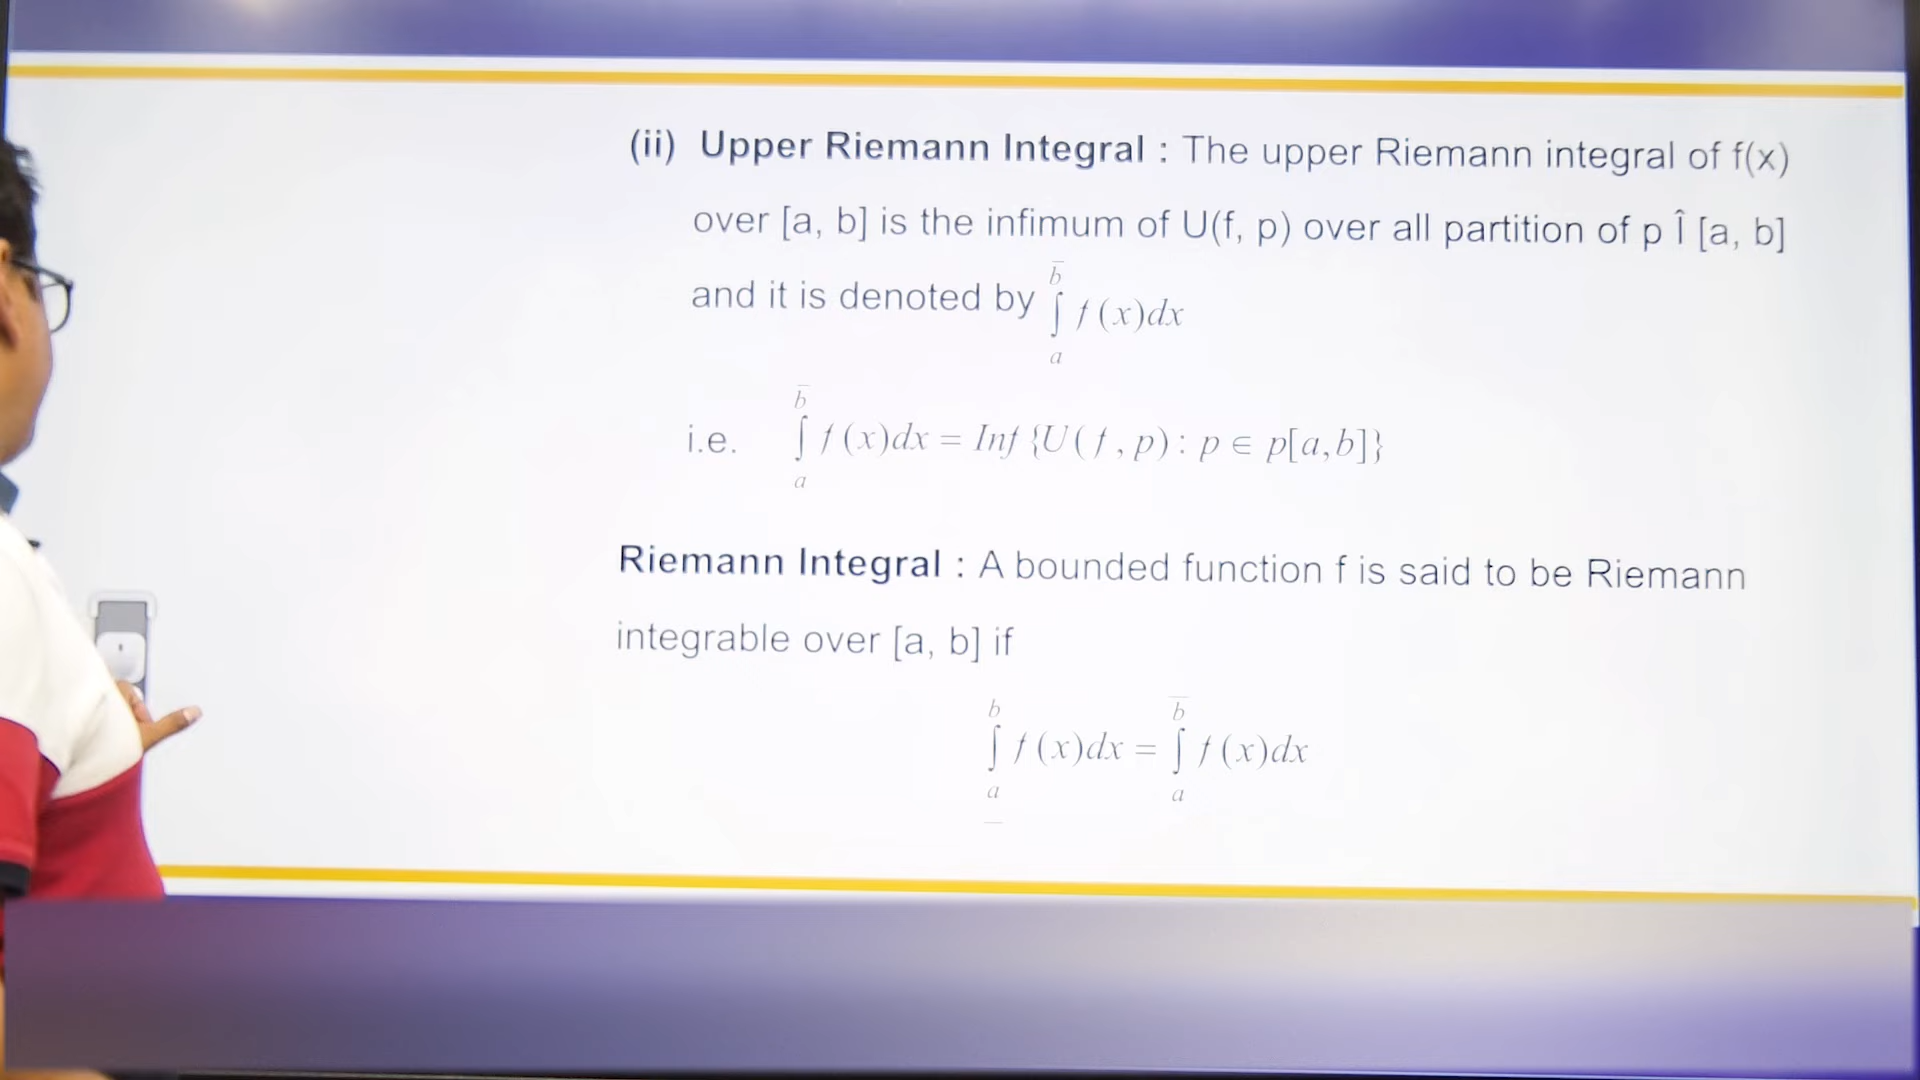 (ii) Upper Riemann Integral : The upper Riemann integral of f(x)
over [a, b] is the infimum of U(f, p) over all partition of p Î [a, b]
and it is denoted by ∫_a^b̅ f(x)dx
i.e. ∫_a^b̅ f(x)dx = Inf {U(f, p) : p ∈ p[a,b]}
Riemann Integral : A bounded function f is said to be Riemann
integrable over [a, b] if
∫_a̲^b f(x)dx = ∫_a^b̅ f(x)dx